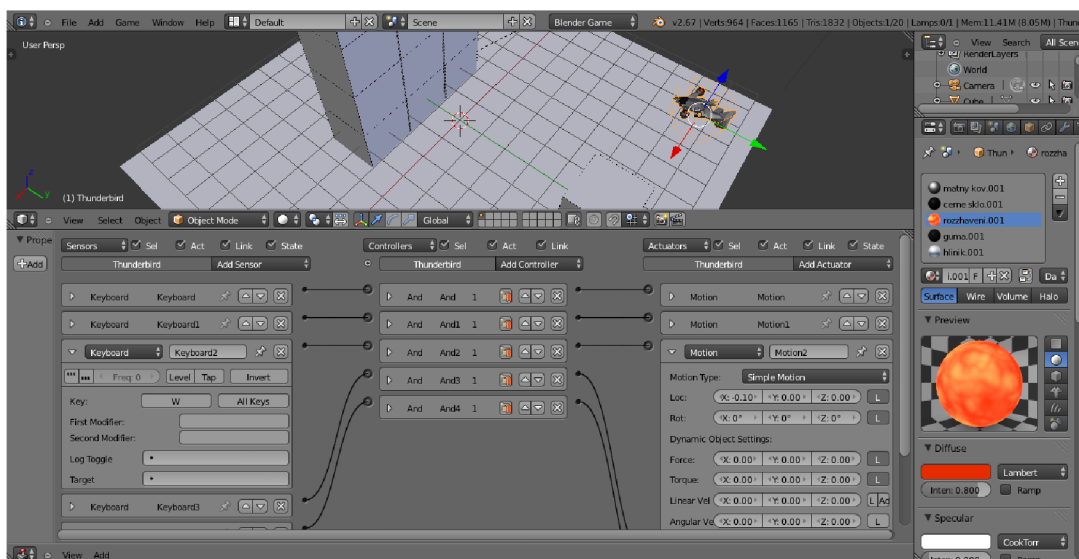 File Add Game Window Help Default Scene Blender Game v2.67 | Verts:964 | Faces:1165 | Tris:1832 | Objects:1/20 | Lamps:0/1 | Mem:11.41M (8.05M) | Thun
User Persp
(1) Thunderbird
View Select Object Object Mode Global
View Search All Scen
RenderLayers
World
Camera
Cube
Thun rozzha
matny kov.001
cerne sklo.001
rozzhaveni.001
guma.001
hlinik.001
F Da
Surface Wire Volume Halo
Preview
Diffuse
Lambert
Inten: 0.800 Ramp
Specular
CookTorr
Ramp
Prope
Add
Sensors Sel Act Link State Controllers Sel Act Link Actuators Sel Act Link State
Thunderbird Add Sensor Thunderbird Add Controller Thunderbird Add Actuator
Keyboard Keyboard And And 1 Motion Motion
Keyboard Keyboard1 And And1 1 Motion Motion1
Keyboard Keyboard2 And And2 1 Motion Motion2
Freq: 0 Level Tap Invert And And3 1 Motion Type: Simple Motion
Key: W All Keys And And4 1 Loc: X: -0.10 Y: 0.00 Z: 0.00 L
First Modifier: Rot: X: 0° Y: 0° Z: 0° L
Second Modifier: Dynamic Object Settings:
Log Toggle Force: X: 0.00 Y: 0.00 Z: 0.00 L
Target Torque: X: 0.00 Y: 0.00 Z: 0.00 L
Linear Vel X: 0.00 Y: 0.00 Z: 0.00 L Ad
Keyboard Keyboard3 Angular Ve X: 0.00 Y: 0.00 Z: 0.00 L
View Add